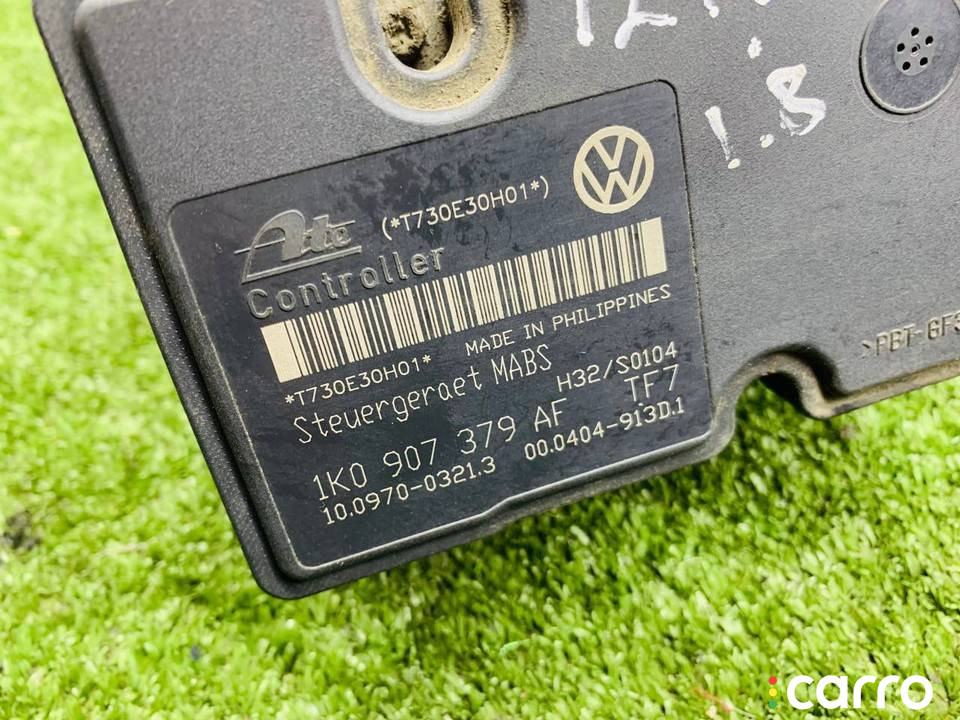 1.8
Ate
(*T730E30H01*)
Controller
MADE IN PHILIPPINES
*T730E30H01*
Steuergeraet MABS
H32/S0104
1K0 907 379 AF TF7
10.0970-0321.3 00.0404-913D.1
>PBT-GF3
carro